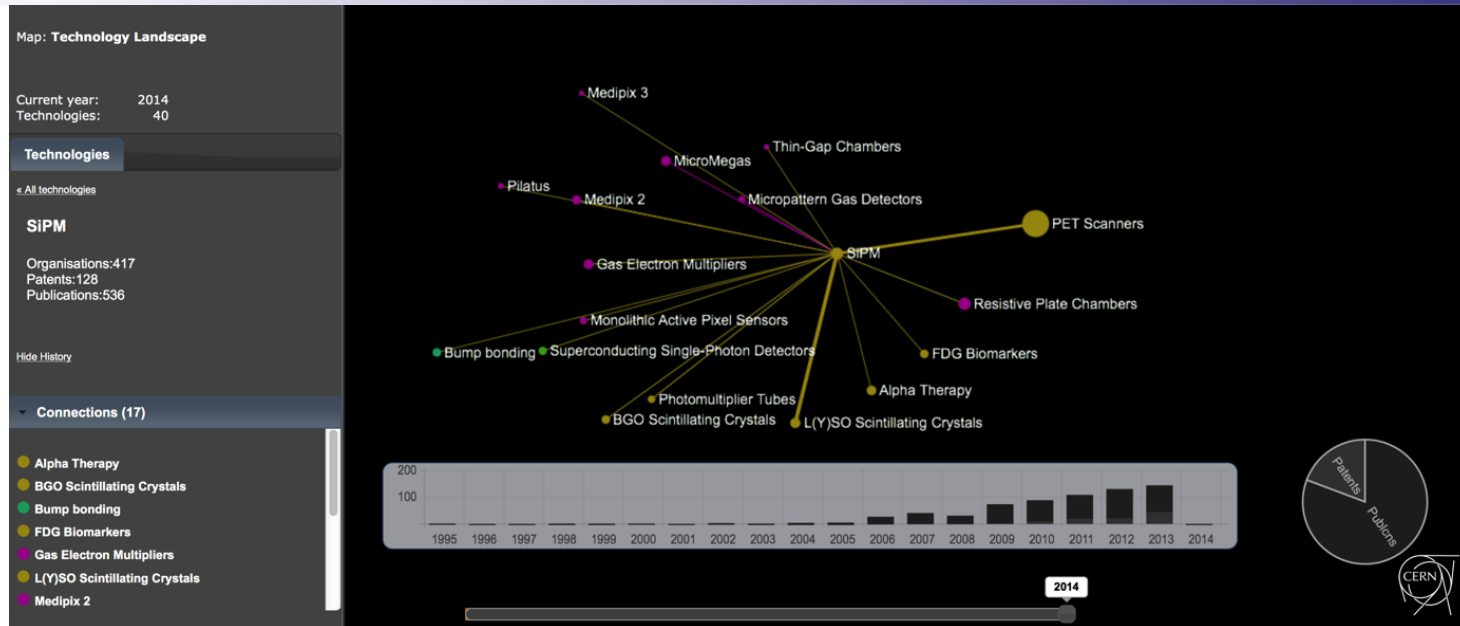 Map: Technology Landscape
Current year: 2014
Technologies: 40
Technologies
« All technologies
SiPM
Organisations:417
Patents:128
Publications:536
Hide History
Connections (17)
Alpha Therapy
BGO Scintillating Crystals
Bump bonding
FDG Biomarkers
Gas Electron Multipliers
L(Y)SO Scintillating Crystals
Medipix 2
Medipix 3
Thin-Gap Chambers
MicroMegas
Pilatus
Medipix 2
Micropattern Gas Detectors
PET Scanners
SiPM
Gas Electron Multipliers
Resistive Plate Chambers
Monolithic Active Pixel Sensors
Bump bonding
Superconducting Single-Photon Detectors
FDG Biomarkers
Alpha Therapy
Photomultiplier Tubes
BGO Scintillating Crystals
L(Y)SO Scintillating Crystals
200
100
1995 1996 1997 1998 1999 2000 2001 2002 2003 2004 2005 2006 2007 2008 2009 2010 2011 2012 2013 2014
Patents
Publcns
CERN
2014